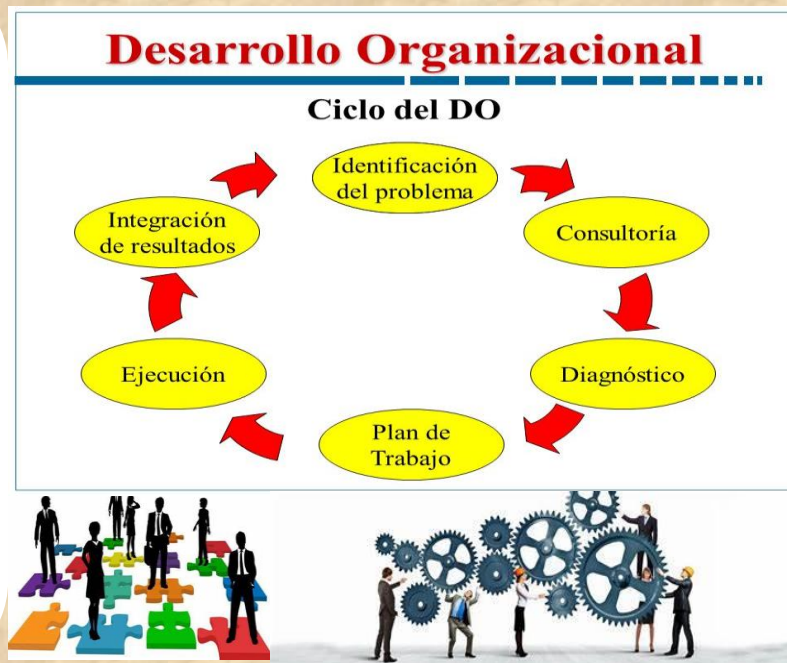 Desarrollo Organizacional
Ciclo del DO
Identificación
del problema
Consultoría
Diagnóstico
Plan de
Trabajo
Ejecución
Integración
de resultados